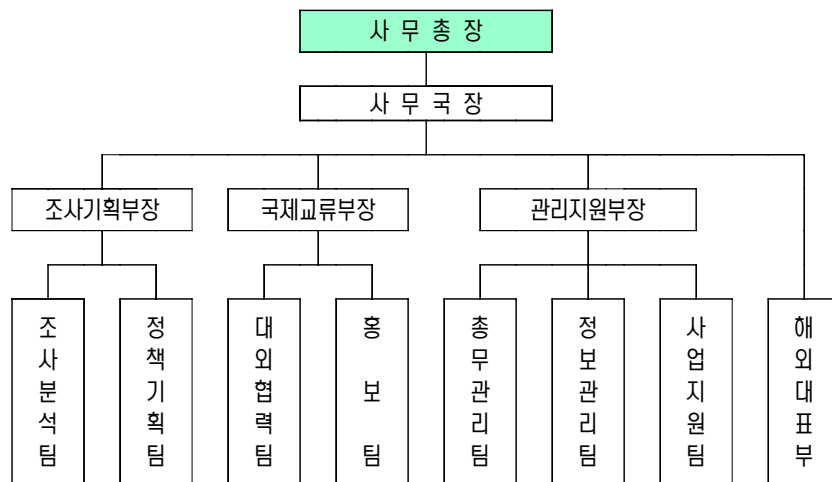 사 무 총 장
사 무 국 장
조사기획부장
국제교류부장
관리지원부장
조사분석팀
정책기획팀
대외협력팀
홍 보 팀
총무관리팀
정보관리팀
사업지원팀
해외대표부